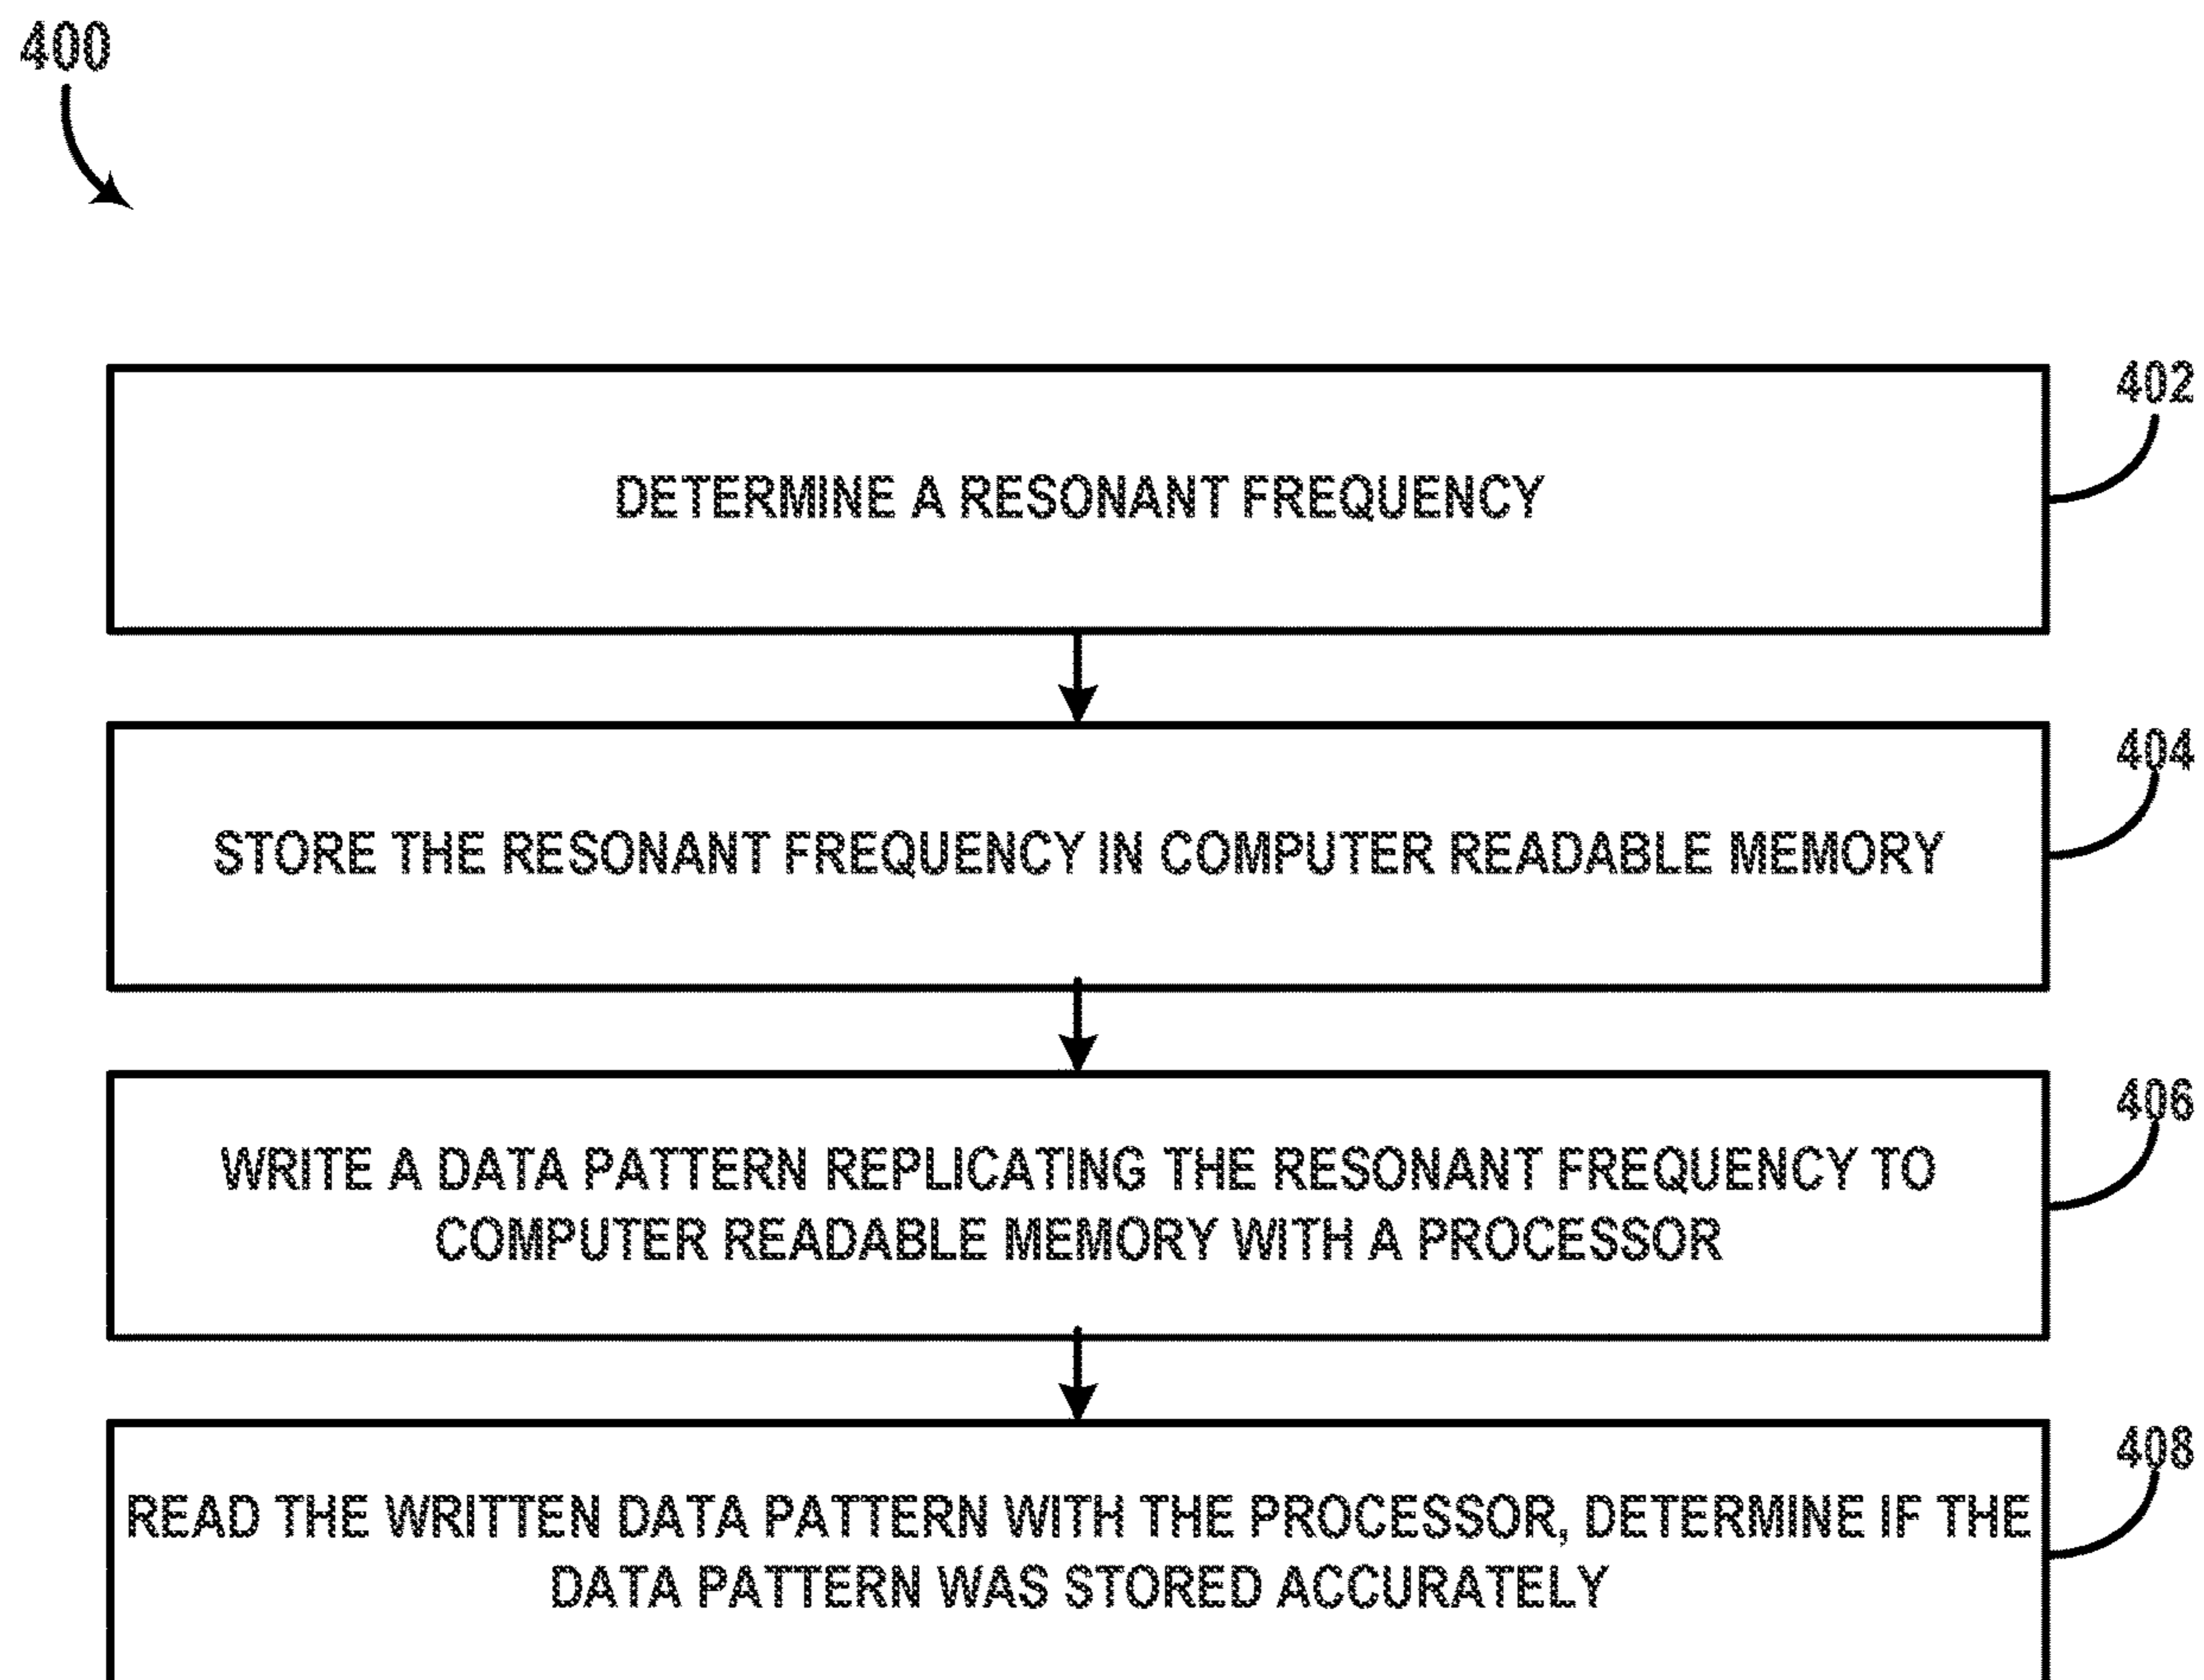 400
402
DETERMINE A RESONANT FREQUENCY
404
STORE THE RESONANT FREQUENCY IN COMPUTER READABLE MEMORY
406
WRITE A DATA PATTERN REPLICATING THE RESONANT FREQUENCY TO
COMPUTER READABLE MEMORY WITH A PROCESSOR
408
READ THE WRITTEN DATA PATTERN WITH THE PROCESSOR, DETERMINE IF THE
DATA PATTERN WAS STORED ACCURATELY